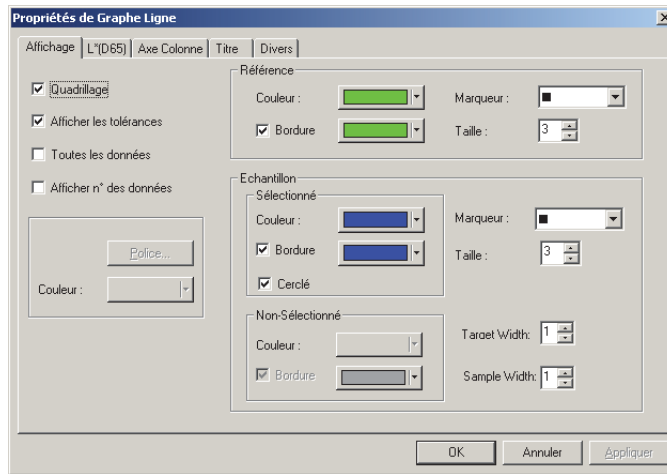 Propriétés de Graphe Ligne
Affichage L*(D65) Axe Colonne Titre Divers
Quadrillage
Afficher les tolérances
Toutes les données
Afficher n° des données
Police...
Couleur :
Référence
Couleur : Marqueur :
Bordure Taille : 3
Echantillon
Sélectionné
Couleur : Marqueur :
Bordure Taille : 3
Cerclé
Non-Sélectionné
Couleur : Target Width: 1
Bordure Sample Width: 1
OK Annuler Appliquer